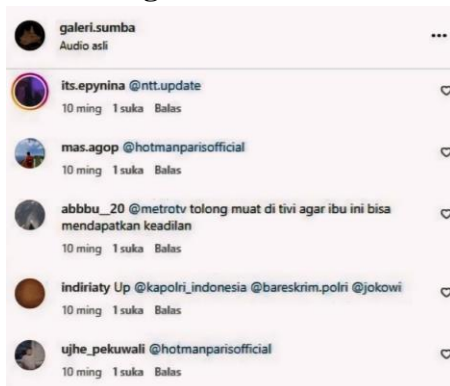 galeri.sumba
Audio asli
its.epynina @ntt.update
10 ming 1 suka Balas
mas.agop @hotmanparisofficial
10 ming 1 suka Balas
abbbu__20 @metrotv tolong muat di tivi agar ibu ini bisa
mendapatkan keadilan
10 ming 1 suka Balas
indiriaty Up @kapolri_indonesia @bareskrim.polri @jokowi
10 ming 1 suka Balas
ujhe_pekuwali @hotmanparisofficial
10 ming 1 suka Balas